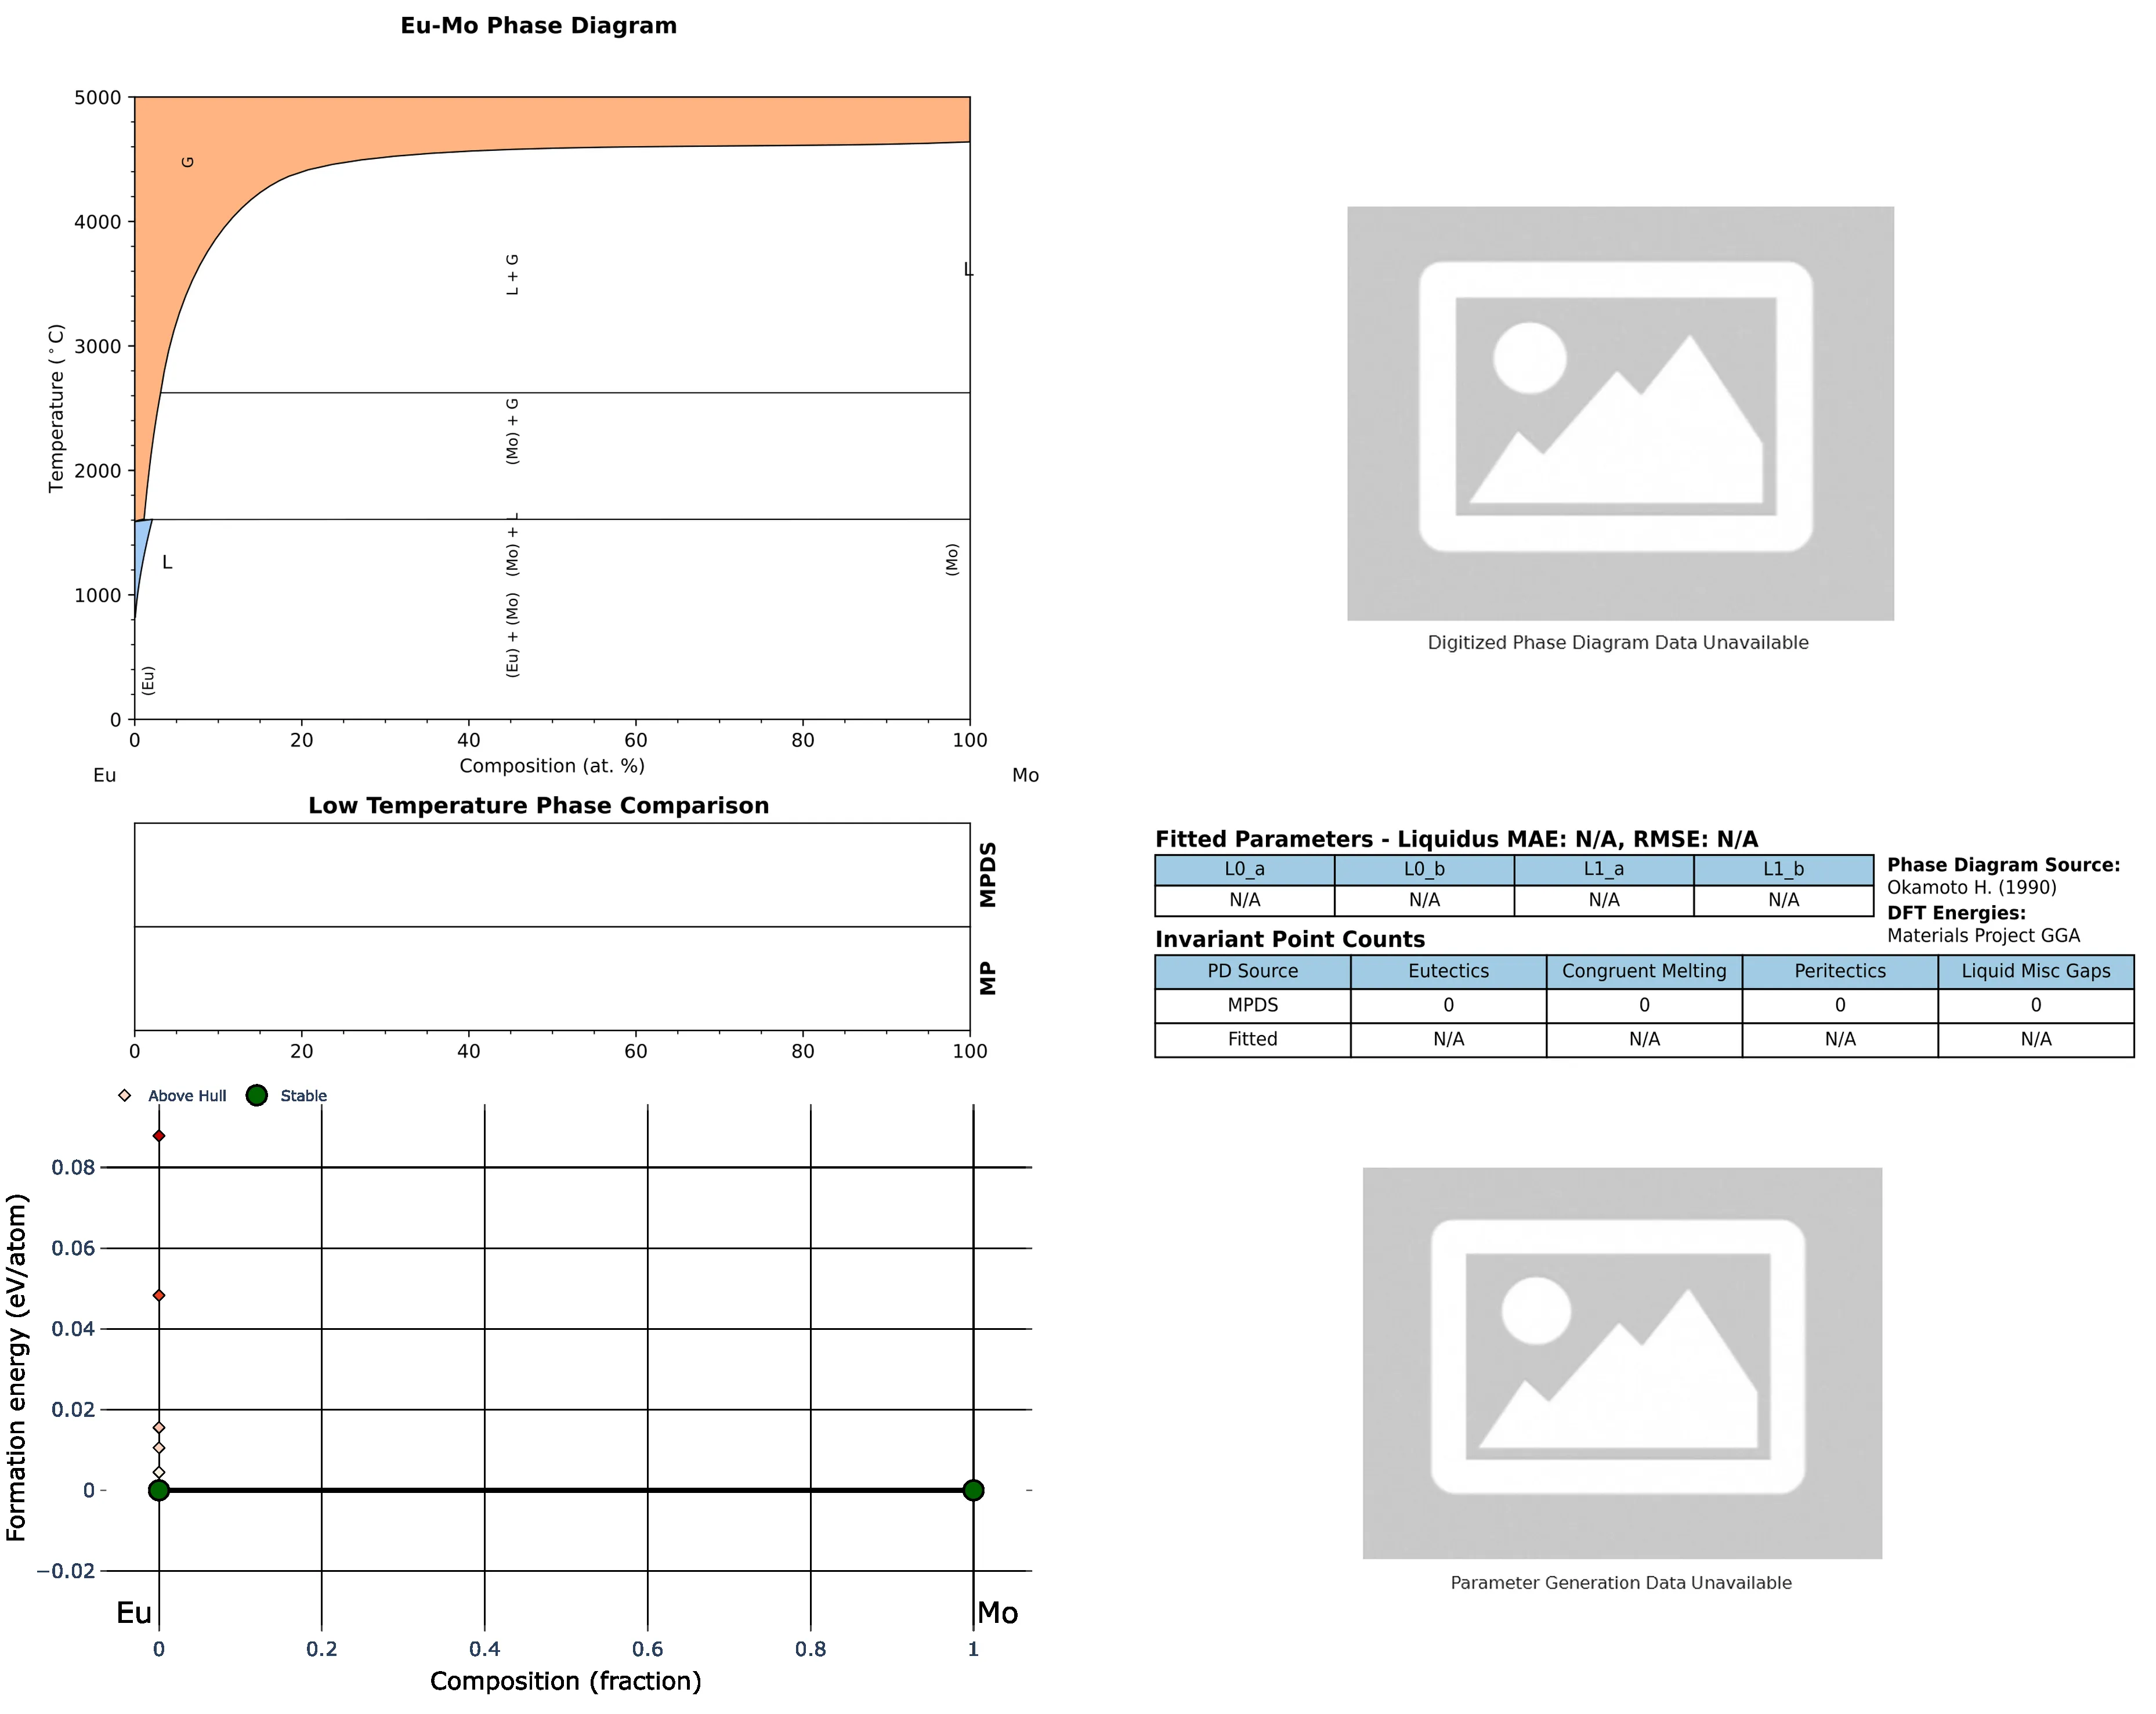 Eu-Mo Phase Diagram
5000
4000
3000
2000
1000
0
Temperature (°C)
G
L + G
L
(Mo) + G
(Mo) + L
L
(Mo)
(Eu) + (Mo)
(Eu)
0 20 40 60 80 100
Composition (at. %)
Eu Mo
Digitized Phase Diagram Data Unavailable
Low Temperature Phase Comparison
MPDS
MP
0 20 40 60 80 100
Fitted Parameters - Liquidus MAE: N/A, RMSE: N/A
L0_a L0_b L1_a L1_b
N/A N/A N/A N/A
Phase Diagram Source:
Okamoto H. (1990)
DFT Energies:
Materials Project GGA
Invariant Point Counts
PD Source Eutectics Congruent Melting Peritectics Liquid Misc Gaps
MPDS 0 0 0 0
Fitted N/A N/A N/A N/A
Above Hull Stable
0.08
0.06
0.04
0.02
0
−0.02
Formation energy (eV/atom)
Eu Mo
0 0.2 0.4 0.6 0.8 1
Composition (fraction)
Parameter Generation Data Unavailable